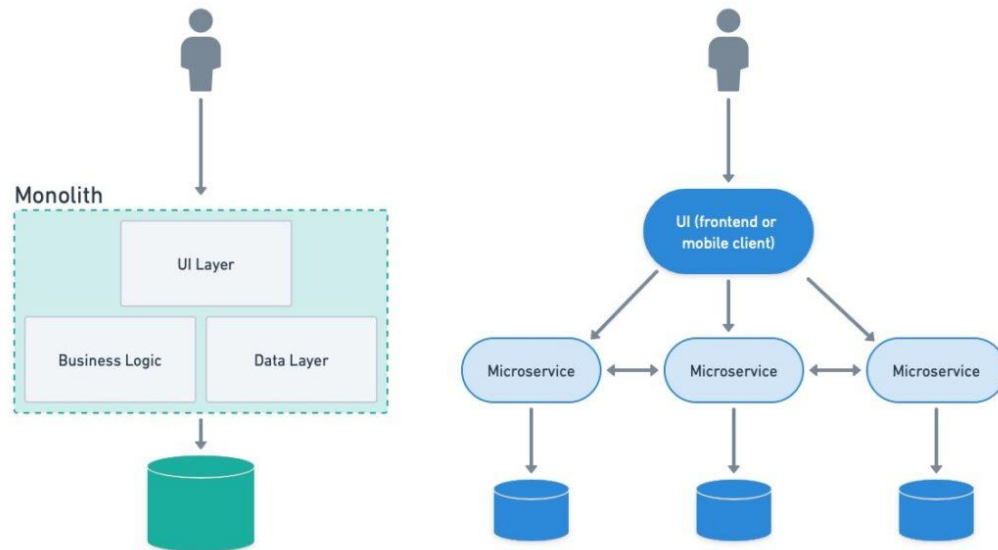 Monolith
UI Layer
Business Logic
Data Layer
UI (frontend or
mobile client)
Microservice
Microservice
Microservice